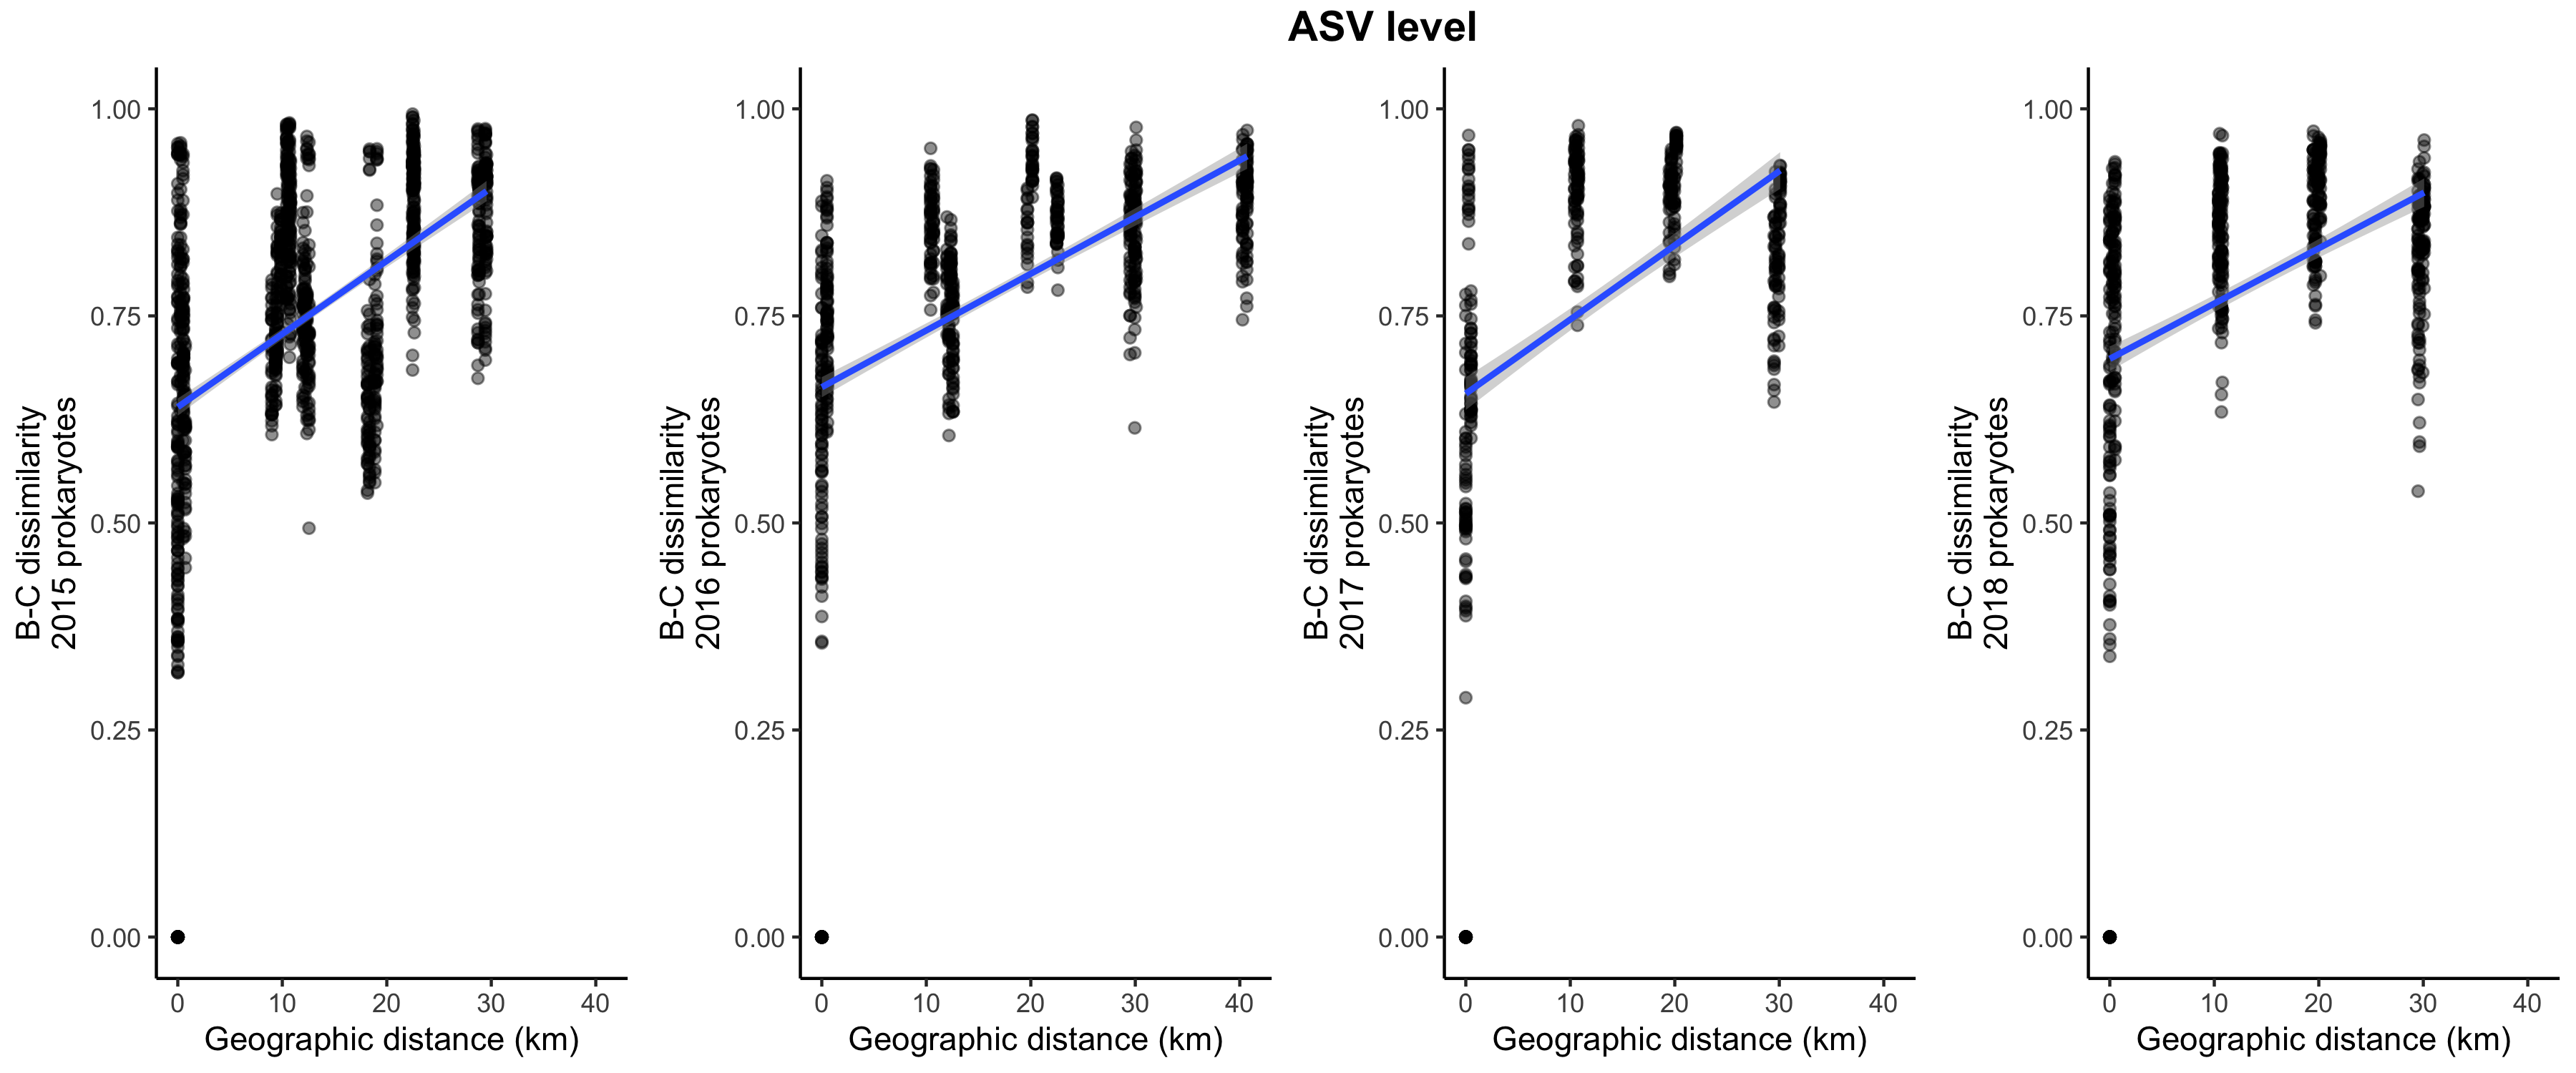 ASV level
B-C dissimilarity
2015 prokaryotes
1.00
0.75
0.50
0.25
0.00
0 10 20 30 40
Geographic distance (km)
B-C dissimilarity
2016 prokaryotes
1.00
0.75
0.50
0.25
0.00
0 10 20 30 40
Geographic distance (km)
B-C dissimilarity
2017 prokaryotes
1.00
0.75
0.50
0.25
0.00
0 10 20 30 40
Geographic distance (km)
B-C dissimilarity
2018 prokaryotes
1.00
0.75
0.50
0.25
0.00
0 10 20 30 40
Geographic distance (km)